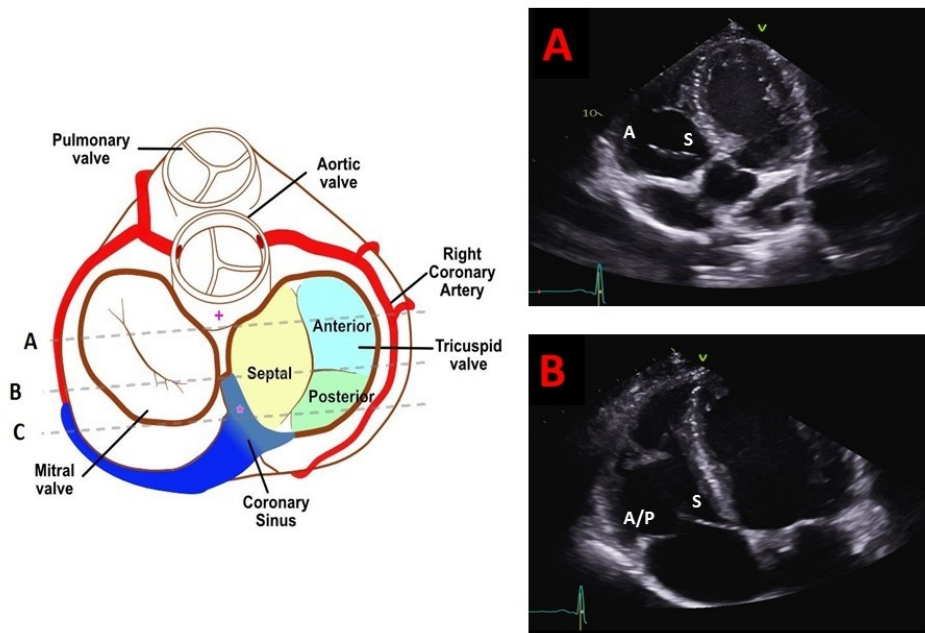 Pulmonary
valve
Aortic
valve
Right
Coronary
Artery
A
Anterior
Tricuspid
valve
Septal
B
Posterior
C
Mitral
valve
Coronary
Sinus
A
V
10
A
S
B
V
S
A/P